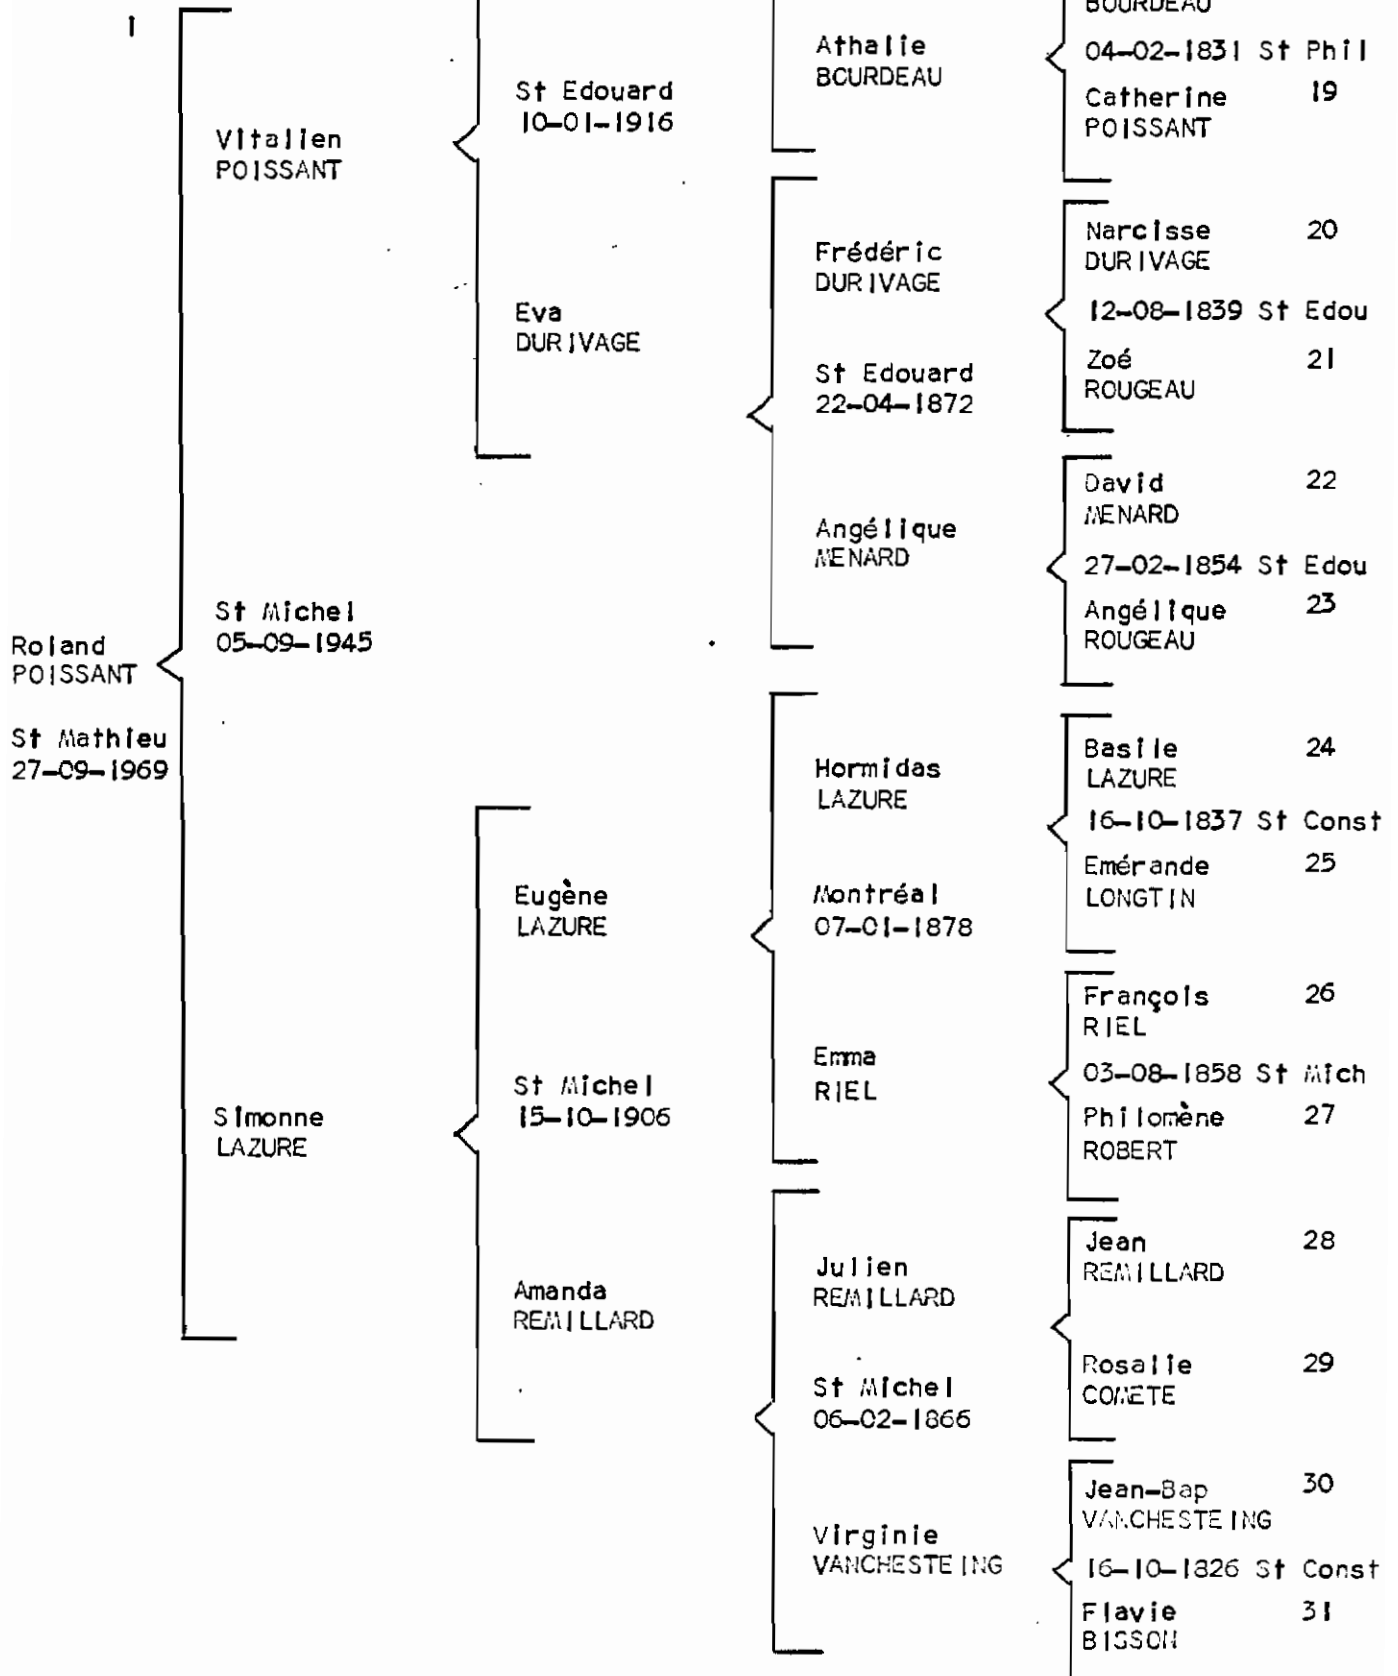 1
Roland
POISSANT
St Mathieu
27-09-1969
Vitalien
POISSANT
St Michel
05-09-1945
Simonne
LAZURE
St Edouard
10-01-1916
Eva
DURIVAGE
Eugène
LAZURE
St Michel
15-10-1906
Amanda
REMILLARD
Athalie
BOURDEAU
Frédéric
DURIVAGE
St Edouard
22-04-1872
Angélique
MENARD
Hormidas
LAZURE
Montréal
07-01-1878
Emma
RIEL
Julien
REMILLARD
St Michel
06-02-1866
Virginie
VANCHESTEING
BOURDEAU
04-02-1831 St Phil
Catherine 19
POISSANT
Narcisse 20
DURIVAGE
12-08-1839 St Edou
Zoé 21
ROUGEAU
David 22
MENARD
27-02-1854 St Edou
Angélique 23
ROUGEAU
Basile 24
LAZURE
16-10-1837 St Const
Emérande 25
LONGTIN
François 26
RIEL
03-08-1858 St Mich
Philomène 27
ROBERT
Jean 28
REMILLARD
Rosalie 29
COMETE
Jean-Bap 30
VANCHESTEING
16-10-1826 St Const
Flavie 31
BISSON